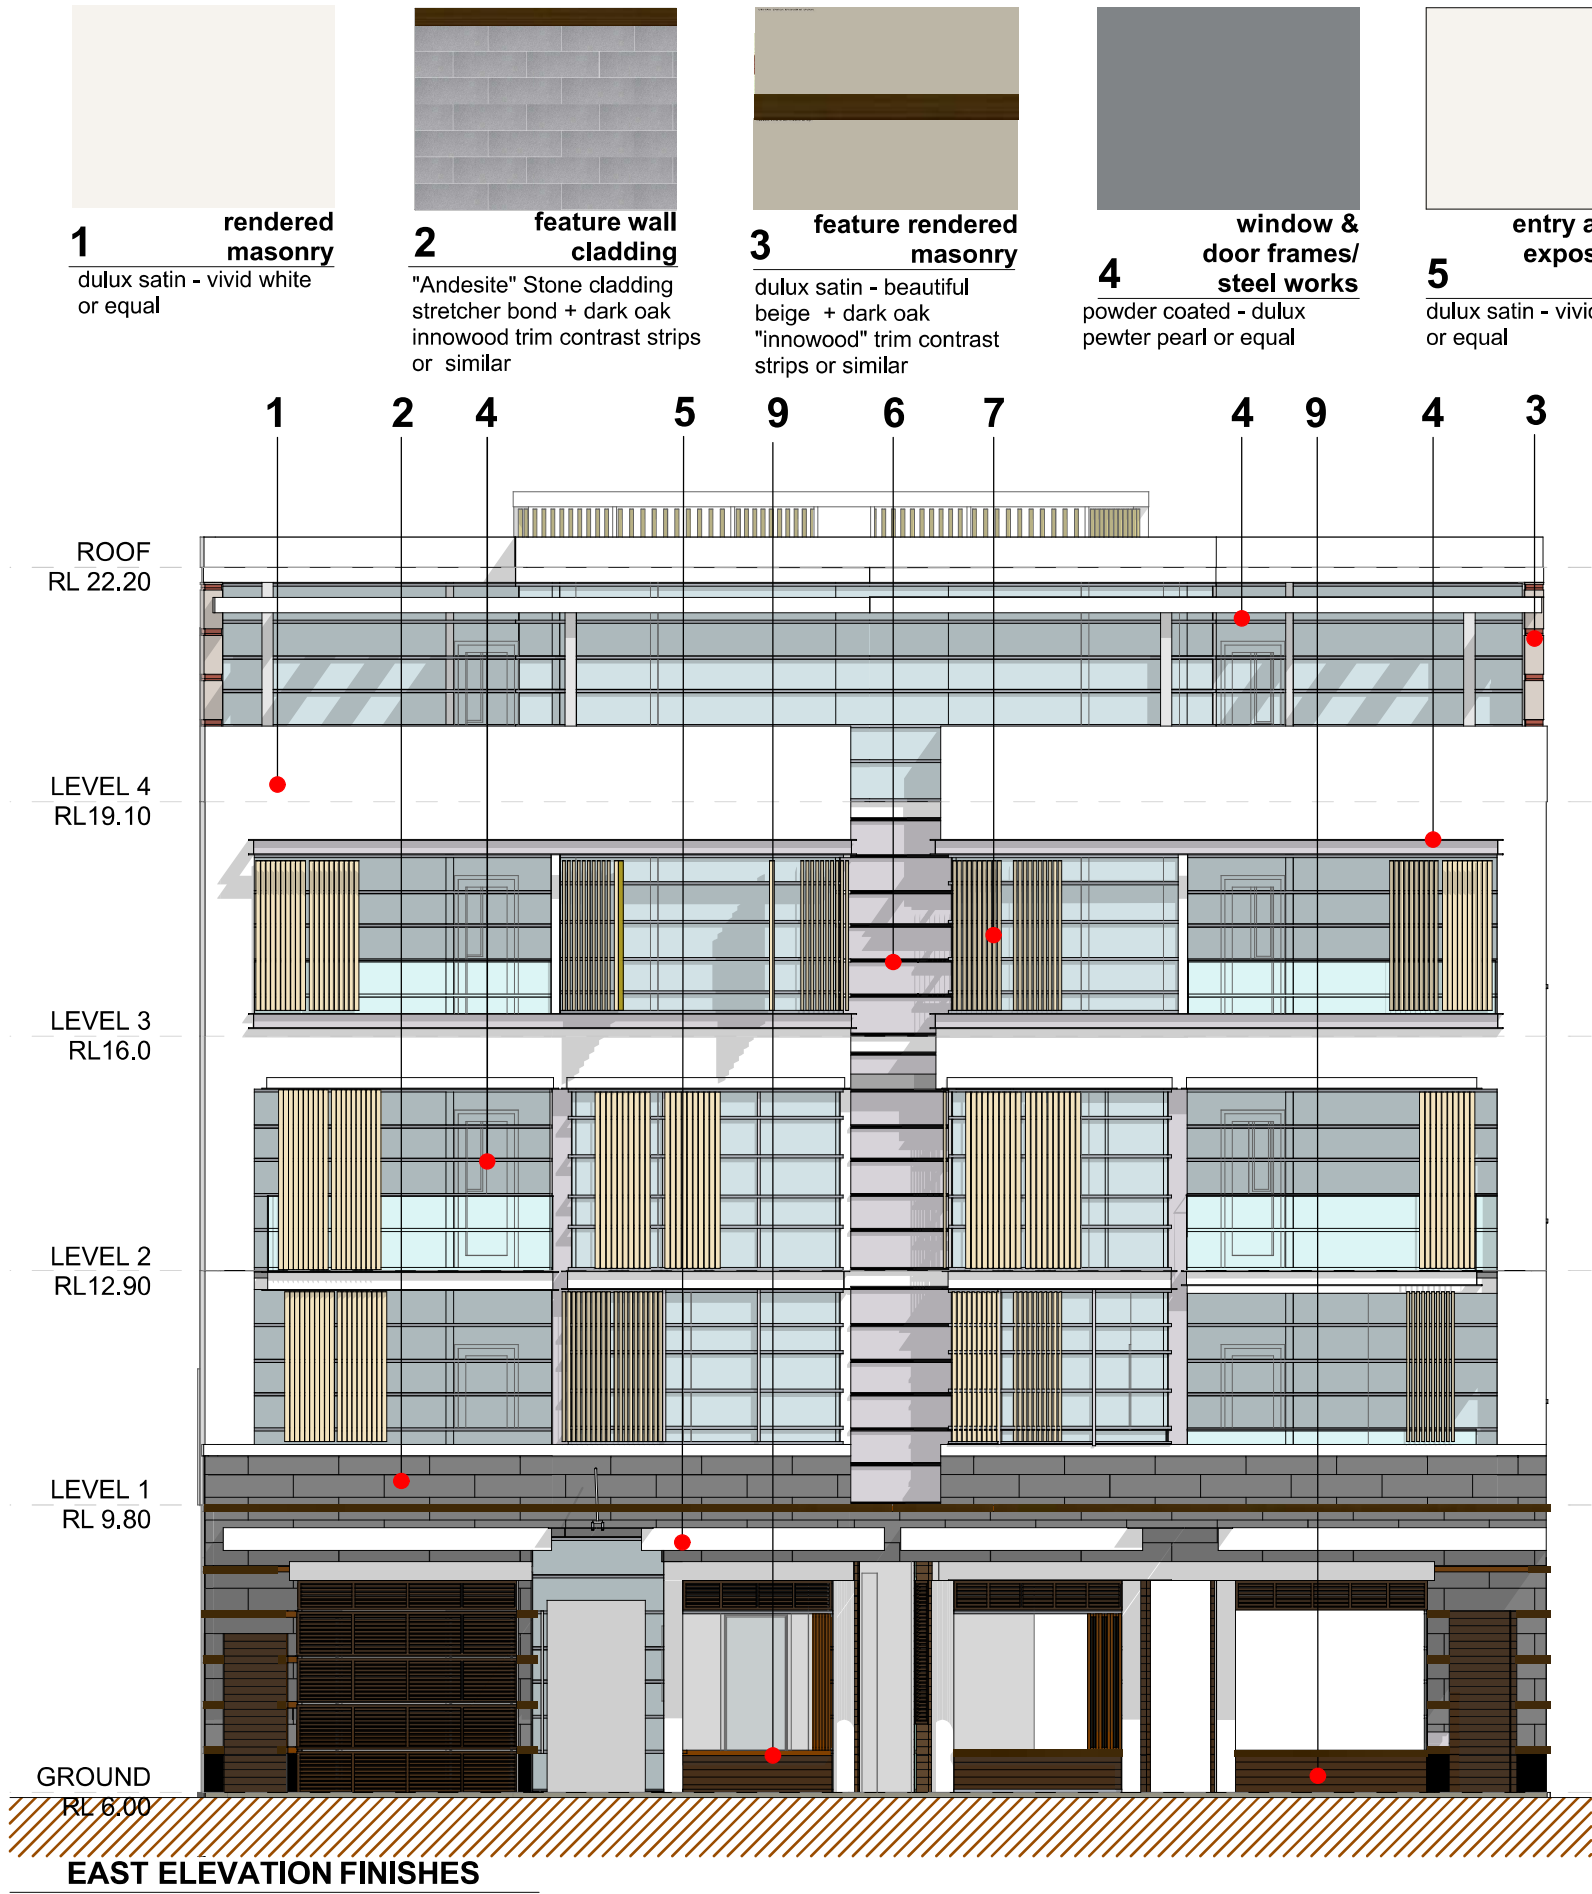 1
rendered
masonry
dulux satin - vivid white
or equal
2
feature wall
cladding
"Andesite" Stone cladding
stretcher bond + dark oak
innowood trim contrast strips
or similar
3
feature rendered
masonry
dulux satin - beautiful
beige + dark oak
"innowood" trim contrast
strips or similar
4
window &
door frames/
steel works
powder coated - dulux
pewter pearl or equal
5
entry a
expos
dulux satin - vivid
or equal
1 2 4 5 9 6 7 4 9 4 3
ROOF
RL 22.20
LEVEL 4
RL19.10
LEVEL 3
RL16.0
LEVEL 2
RL12.90
LEVEL 1
RL 9.80
GROUND
RL 6.00
EAST ELEVATION FINISHES